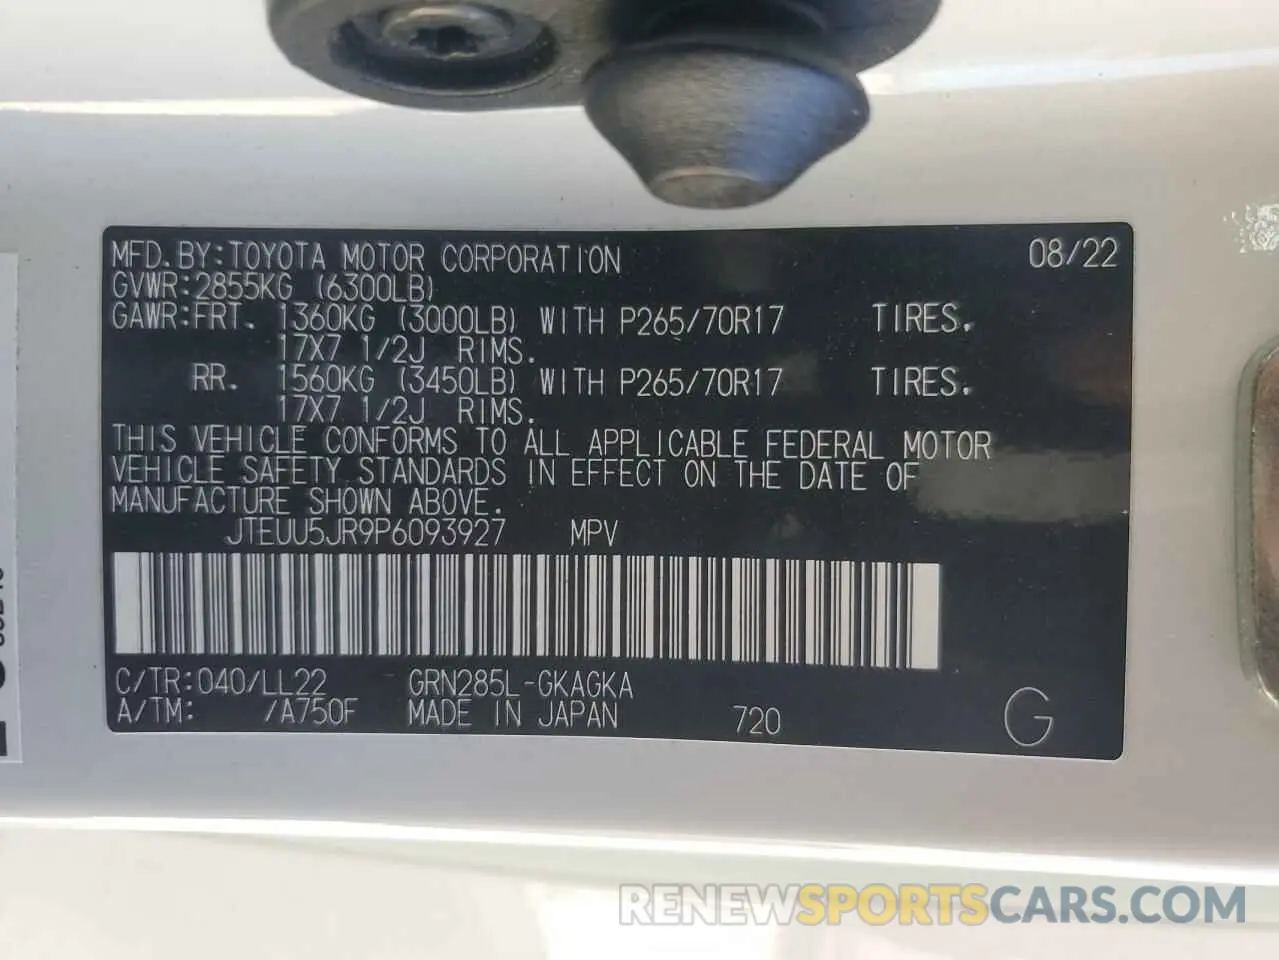 MFD.BY:TOYOTA MOTOR CORPORATION 08/22
GVWR:2855KG (6300LB)
GAWR:FRT. 1360KG (3000LB) WITH P265/70R17 TIRES.
17X7 1/2J RIMS.
RR. 1560KG (3450LB) WITH P265/70R17 TIRES.
17X7 1/2J RIMS.
THIS VEHICLE CONFORMS TO ALL APPLICABLE FEDERAL MOTOR
VEHICLE SAFETY STANDARDS IN EFFECT ON THE DATE OF
MANUFACTURE SHOWN ABOVE.
JTEUU5JR9P6093927 MPV
C/TR:040/LL22 GRN285L-GKAGKA
A/TM: /A750F MADE IN JAPAN 720 G
RENEWSPORTSCARS.COM